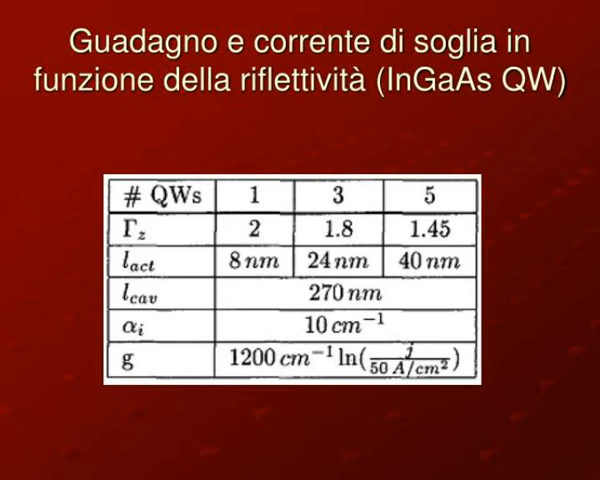 Guadagno e corrente di soglia in
funzione della riflettività (InGaAs QW)
# QWs 1 3 5
Γz 2 1.8 1.45
lact 8 nm 24 nm 40 nm
lcav 270 nm
αi 10 cm⁻¹
g 1200 cm⁻¹ ln(j / 50 A/cm²)